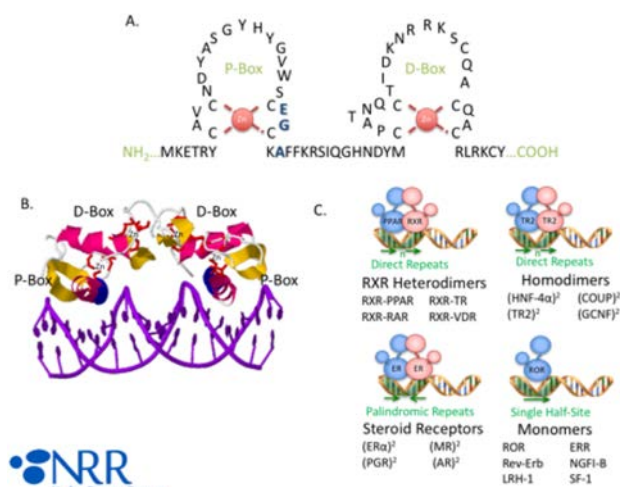 A.
P-Box
D-Box
Zn
Zn
NH2...MKETRY
KAFFKRSIQGHNDYM
RLRKCY...COOH
B.
D-Box
D-Box
P-Box
P-Box
C.
PPAR
RXR
n
Direct Repeats
RXR Heterodimers
RXR-PPAR RXR-TR
RXR-RAR RXR-VDR
TR2
TR2
n
Direct Repeats
Homodimers
(HNF-4α)² (COUP)²
(TR2)² (GCNF)²
ER
ER
Palindromic Repeats
Steroid Receptors
(ERα)² (MR)²
(PGR)² (AR)²
ROR
Single Half-Site
Monomers
ROR ERR
Rev-Erb NGFI-B
LRH-1 SF-1
NRR